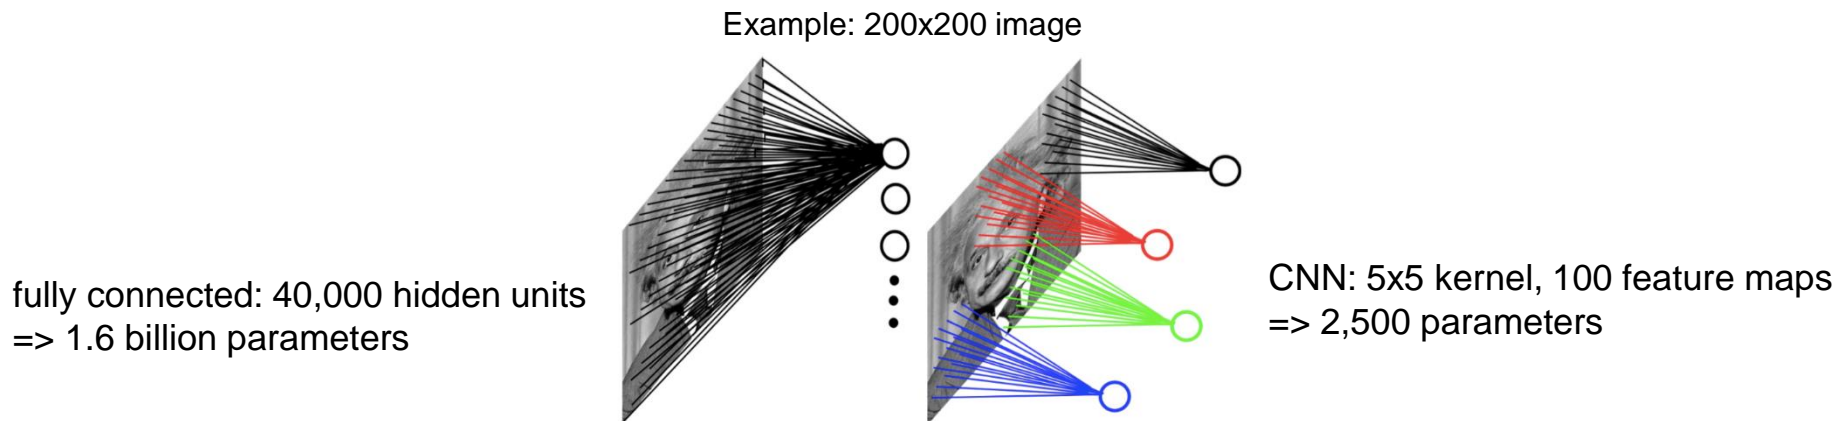 Example: 200x200 image
fully connected: 40,000 hidden units
=> 1.6 billion parameters
CNN: 5x5 kernel, 100 feature maps
=> 2,500 parameters